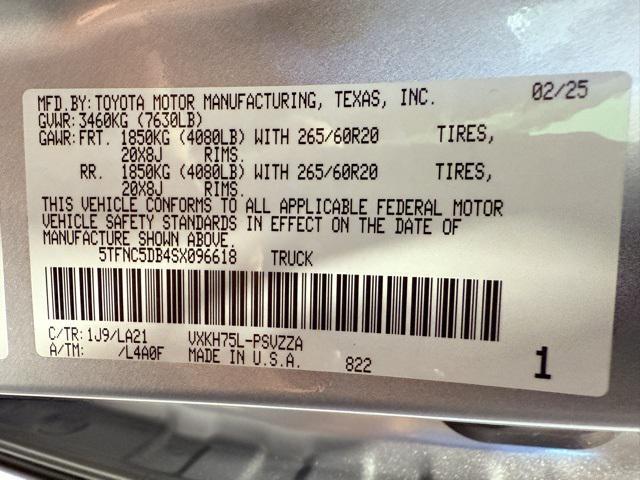 MFD.BY: TOYOTA MOTOR MANUFACTURING, TEXAS, INC. 02/25
GVWR: 3460KG (7630LB)
GAWR: FRT. 1850KG (4080LB) WITH 265/60R20 TIRES,
20X8J RIMS.
RR. 1850KG (4080LB) WITH 265/60R20 TIRES,
20X8J RIMS.
THIS VEHICLE CONFORMS TO ALL APPLICABLE FEDERAL MOTOR
VEHICLE SAFETY STANDARDS IN EFFECT ON THE DATE OF
MANUFACTURE SHOWN ABOVE.
5TFNC5DB4SX096618 TRUCK
C/TR: 1J9/LA21 VXKH75L-PSVZZA
A/TM: /L4A0F MADE IN U.S.A. 822 1